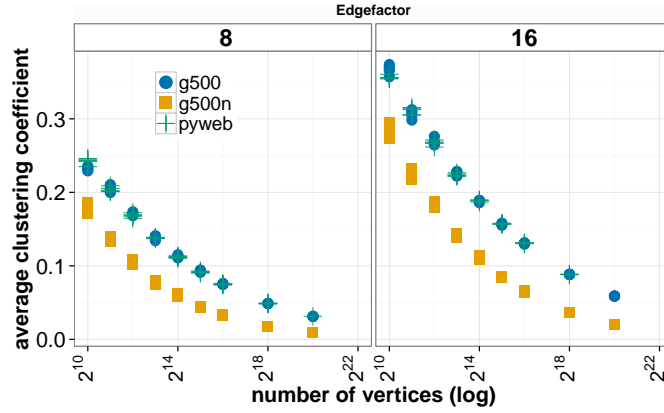 Edgefactor
8
16
average clustering coefficient
0.3
0.2
0.1
0.0
g500
g500n
pyweb
2^10
2^14
2^18
2^22
2^10
2^14
2^18
2^22
number of vertices (log)